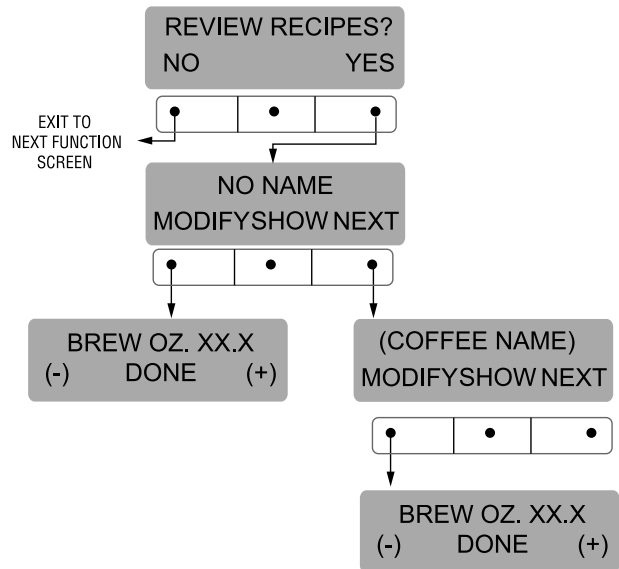 REVIEW RECIPES?
NO YES
EXIT TO
NEXT FUNCTION
SCREEN
NO NAME
MODIFYSHOW NEXT
BREW OZ. XX.X
(-) DONE (+)
(COFFEE NAME)
MODIFYSHOW NEXT
BREW OZ. XX.X
(-) DONE (+)